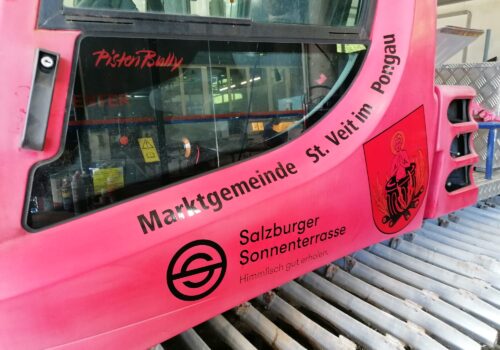 PistenBully
Marktgemeinde St. Veit im Pongau
Salzburger
Sonnenterrasse
Himmlisch gut erholen.